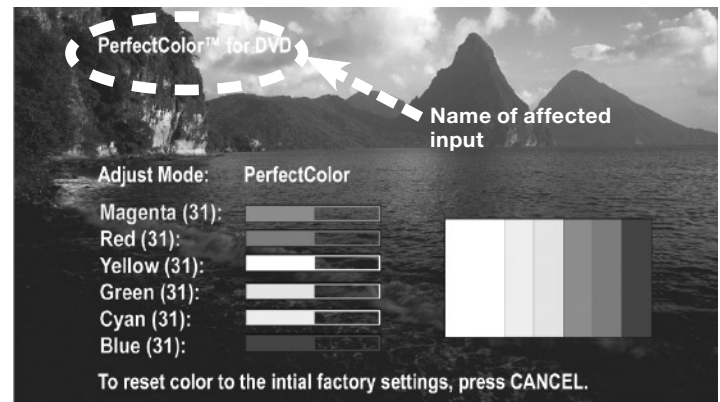 PerfectColor™ for DVD
Name of affected
input
Adjust Mode: PerfectColor
Magenta (31):
Red (31):
Yellow (31):
Green (31):
Cyan (31):
Blue (31):
To reset color to the intial factory settings, press CANCEL.